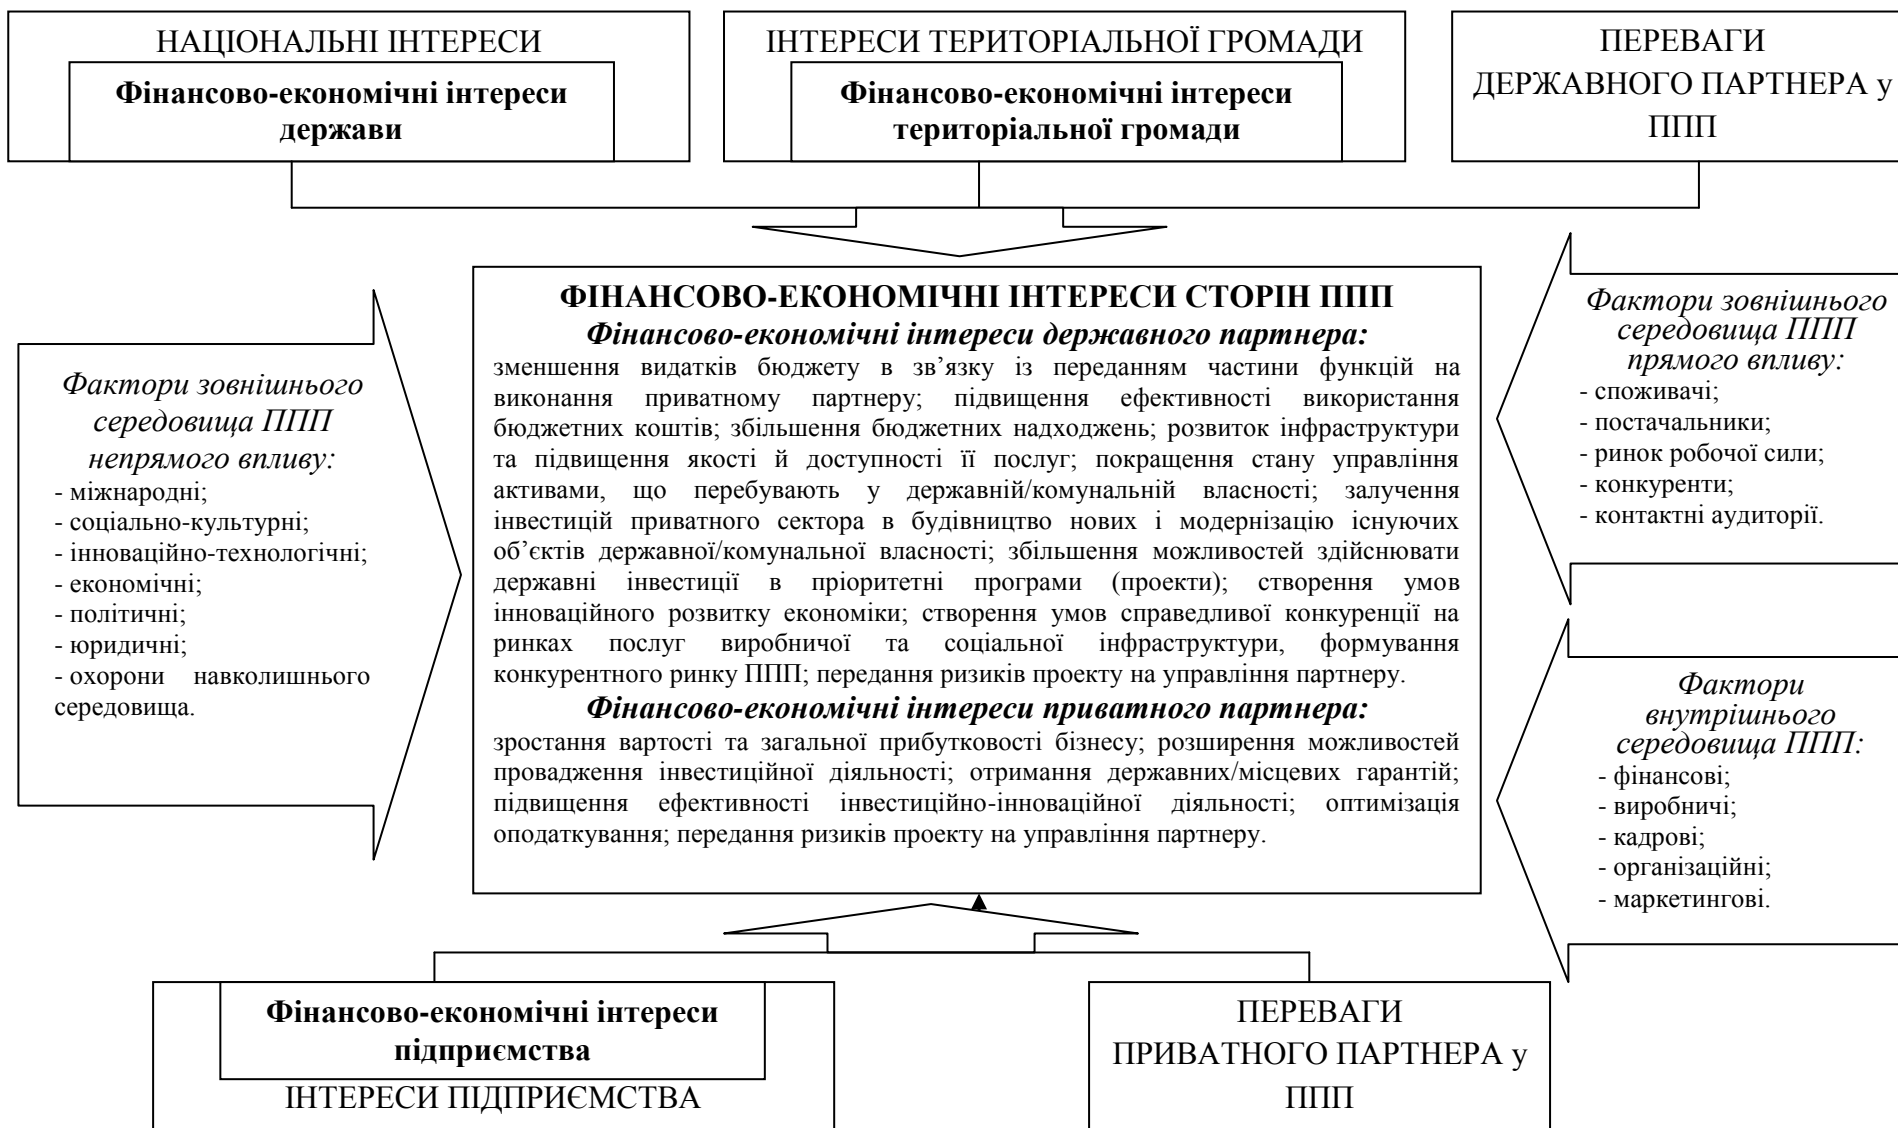 НАЦІОНАЛЬНІ ІНТЕРЕСИ
Фінансово-економічні інтереси
держави
ІНТЕРЕСИ ТЕРИТОРІАЛЬНОЇ ГРОМАДИ
Фінансово-економічні інтереси
територіальної громади
ПЕРЕВАГИ
ДЕРЖАВНОГО ПАРТНЕРА у
ППП
Фактори зовнішнього
середовища ППП
непрямого впливу:
- міжнародні;
- соціально-культурні;
- інноваційно-технологічні;
- економічні;
- політичні;
- юридичні;
- охорони навколишнього
середовища.
ФІНАНСОВО-ЕКОНОМІЧНІ ІНТЕРЕСИ СТОРІН ППП
Фінансово-економічні інтереси державного партнера:
зменшення видатків бюджету в зв’язку із переданням частини функцій на
виконання приватному партнеру; підвищення ефективності використання
бюджетних коштів; збільшення бюджетних надходжень; розвиток інфраструктури
та підвищення якості й доступності її послуг; покращення стану управління
активами, що перебувають у державній/комунальній власності; залучення
інвестицій приватного сектора в будівництво нових і модернізацію існуючих
об’єктів державної/комунальної власності; збільшення можливостей здійснювати
державні інвестиції в пріоритетні програми (проекти); створення умов
інноваційного розвитку економіки; створення умов справедливої конкуренції на
ринках послуг виробничої та соціальної інфраструктури, формування
конкурентного ринку ППП; передання ризиків проекту на управління партнеру.
Фінансово-економічні інтереси приватного партнера:
зростання вартості та загальної прибутковості бізнесу; розширення можливостей
провадження інвестиційної діяльності; отримання державних/місцевих гарантій;
підвищення ефективності інвестиційно-інноваційної діяльності; оптимізація
оподаткування; передання ризиків проекту на управління партнеру.
Фактори зовнішнього
середовища ППП
прямого впливу:
- споживачі;
- постачальники;
- ринок робочої сили;
- конкуренти;
- контактні аудиторії.
Фактори
внутрішнього
середовища ППП:
- фінансові;
- виробничі;
- кадрові;
- організаційні;
- маркетингові.
Фінансово-економічні інтереси
підприємства
ІНТЕРЕСИ ПІДПРИЄМСТВА
ПЕРЕВАГИ
ПРИВАТНОГО ПАРТНЕРА у
ППП